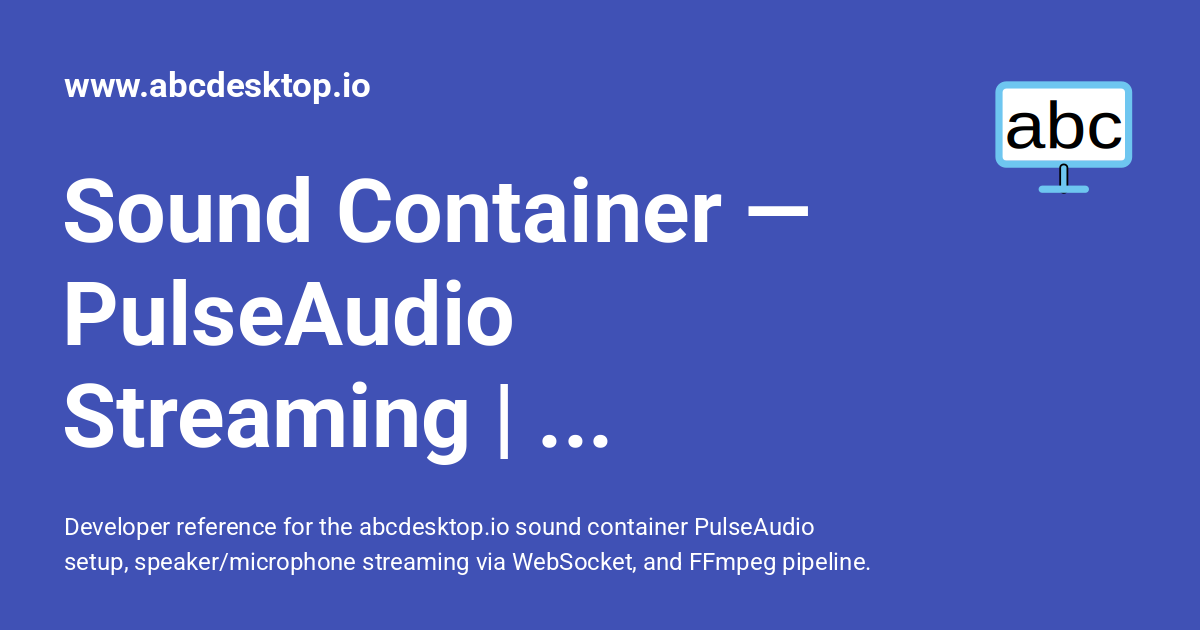 www.abcdesktop.io
abc
Sound Container —
PulseAudio
Streaming | ...
Developer reference for the abcdesktop.io sound container PulseAudio
setup, speaker/microphone streaming via WebSocket, and FFmpeg pipeline.